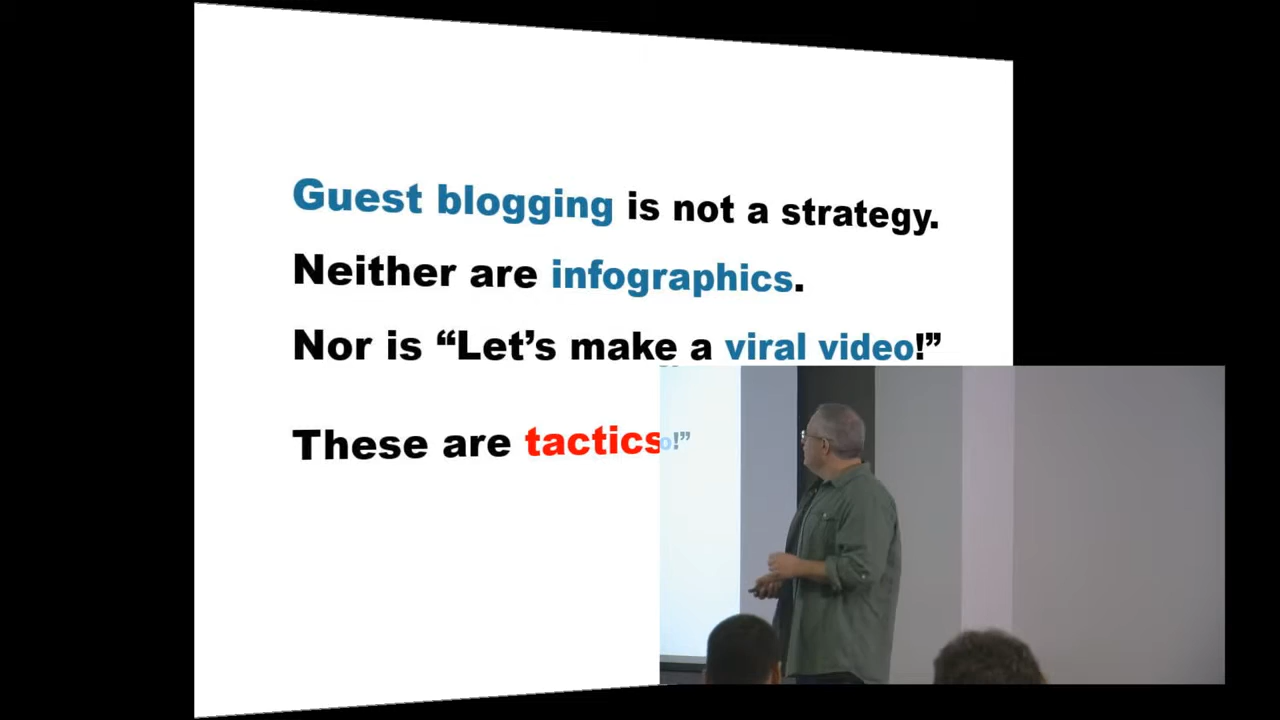 Guest blogging is not a strategy.
Neither are infographics.
Nor is “Let’s make a viral video!”
These are tactics
o!”